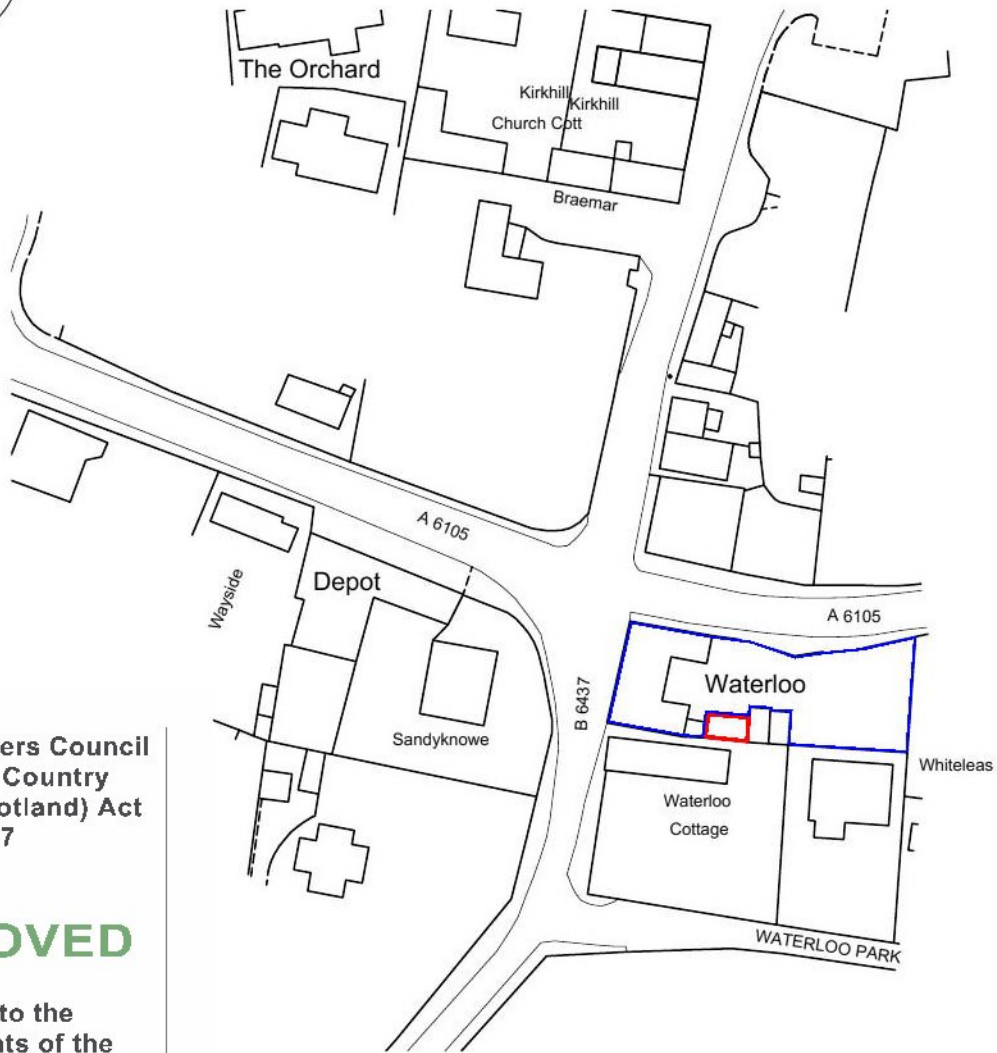 The Orchard
Kirkhill
Kirkhill
Church Cott
Braemar
A 6105
Depot
Wayside
A 6105
B 6437
Waterloo
Sandyknowe
Whiteleas
Waterloo
Cottage
WATERLOO PARK
ers Council
Country
otland) Act
7
OVED
to the
nts of the